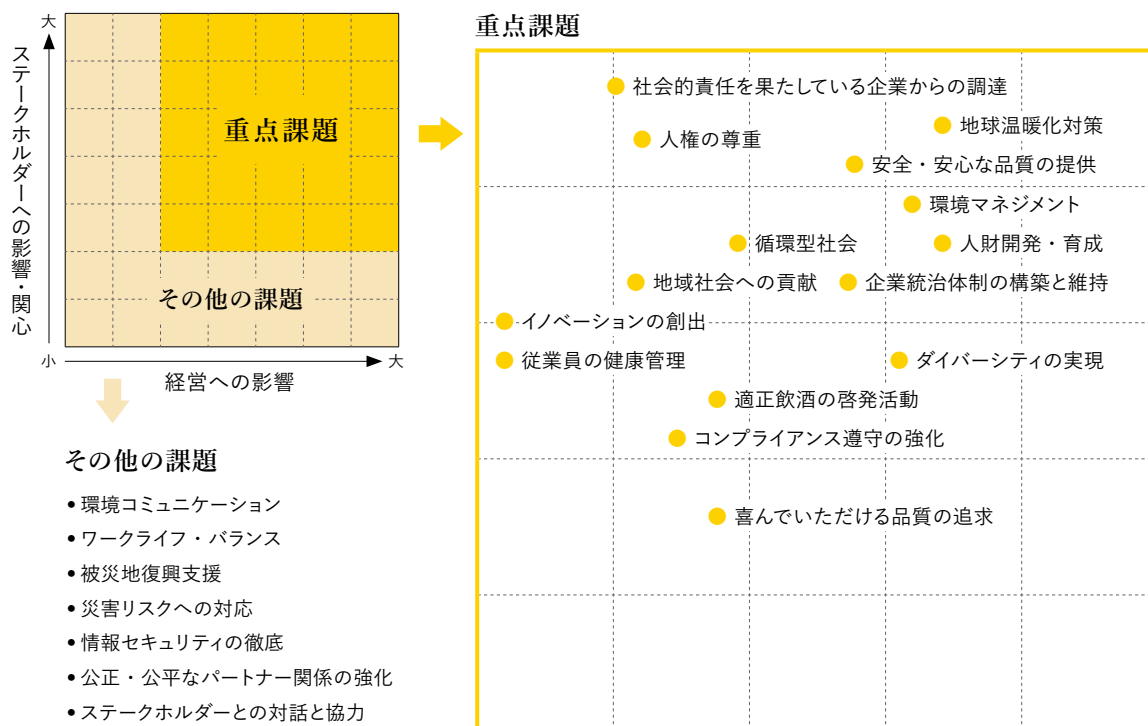 大
ステークホルダーへの影響・関心
小
重点課題
その他の課題
大
経営への影響
重点課題
社会的責任を果たしている企業からの調達
地球温暖化対策
人権の尊重
安全・安心な品質の提供
環境マネジメント
循環型社会
人財開発・育成
地域社会への貢献
企業統治体制の構築と維持
イノベーションの創出
従業員の健康管理
ダイバーシティの実現
適正飲酒の啓発活動
コンプライアンス遵守の強化
喜んでいただける品質の追求
その他の課題
•環境コミュニケーション
•ワークライフ・バランス
•被災地復興支援
•災害リスクへの対応
•情報セキュリティの徹底
•公正・公平なパートナー関係の強化
•ステークホルダーとの対話と協力